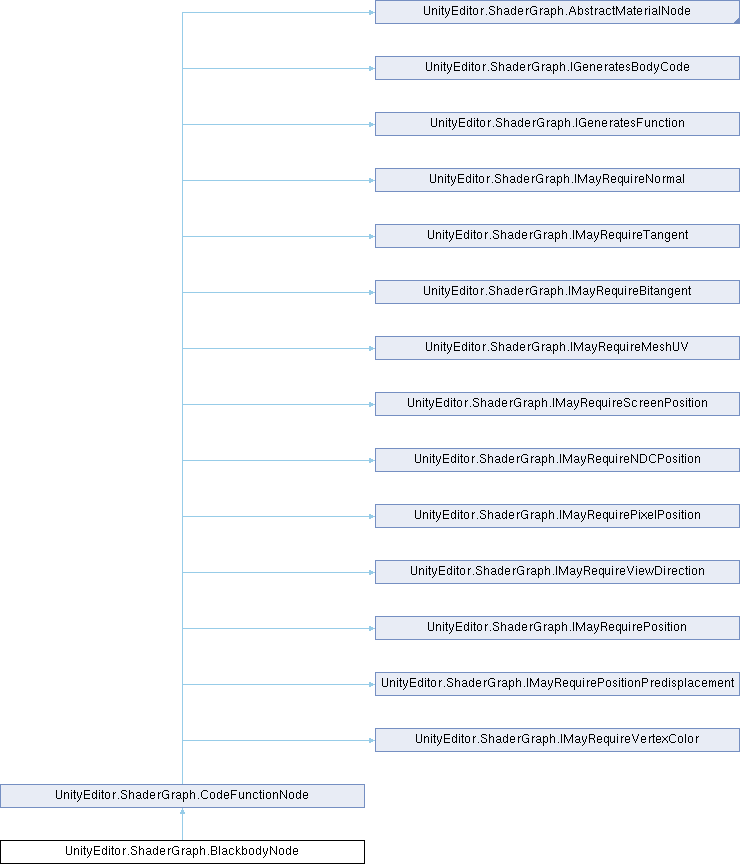 UnityEditor.ShaderGraph.AbstractMaterialNode
UnityEditor.ShaderGraph.IGeneratesBodyCode
UnityEditor.ShaderGraph.IGeneratesFunction
UnityEditor.ShaderGraph.IMayRequireNormal
UnityEditor.ShaderGraph.IMayRequireTangent
UnityEditor.ShaderGraph.IMayRequireBitangent
UnityEditor.ShaderGraph.IMayRequireMeshUV
UnityEditor.ShaderGraph.IMayRequireScreenPosition
UnityEditor.ShaderGraph.IMayRequireNDCPosition
UnityEditor.ShaderGraph.IMayRequirePixelPosition
UnityEditor.ShaderGraph.IMayRequireViewDirection
UnityEditor.ShaderGraph.IMayRequirePosition
UnityEditor.ShaderGraph.IMayRequirePositionPredisplacement
UnityEditor.ShaderGraph.IMayRequireVertexColor
UnityEditor.ShaderGraph.CodeFunctionNode
UnityEditor.ShaderGraph.BlackbodyNode